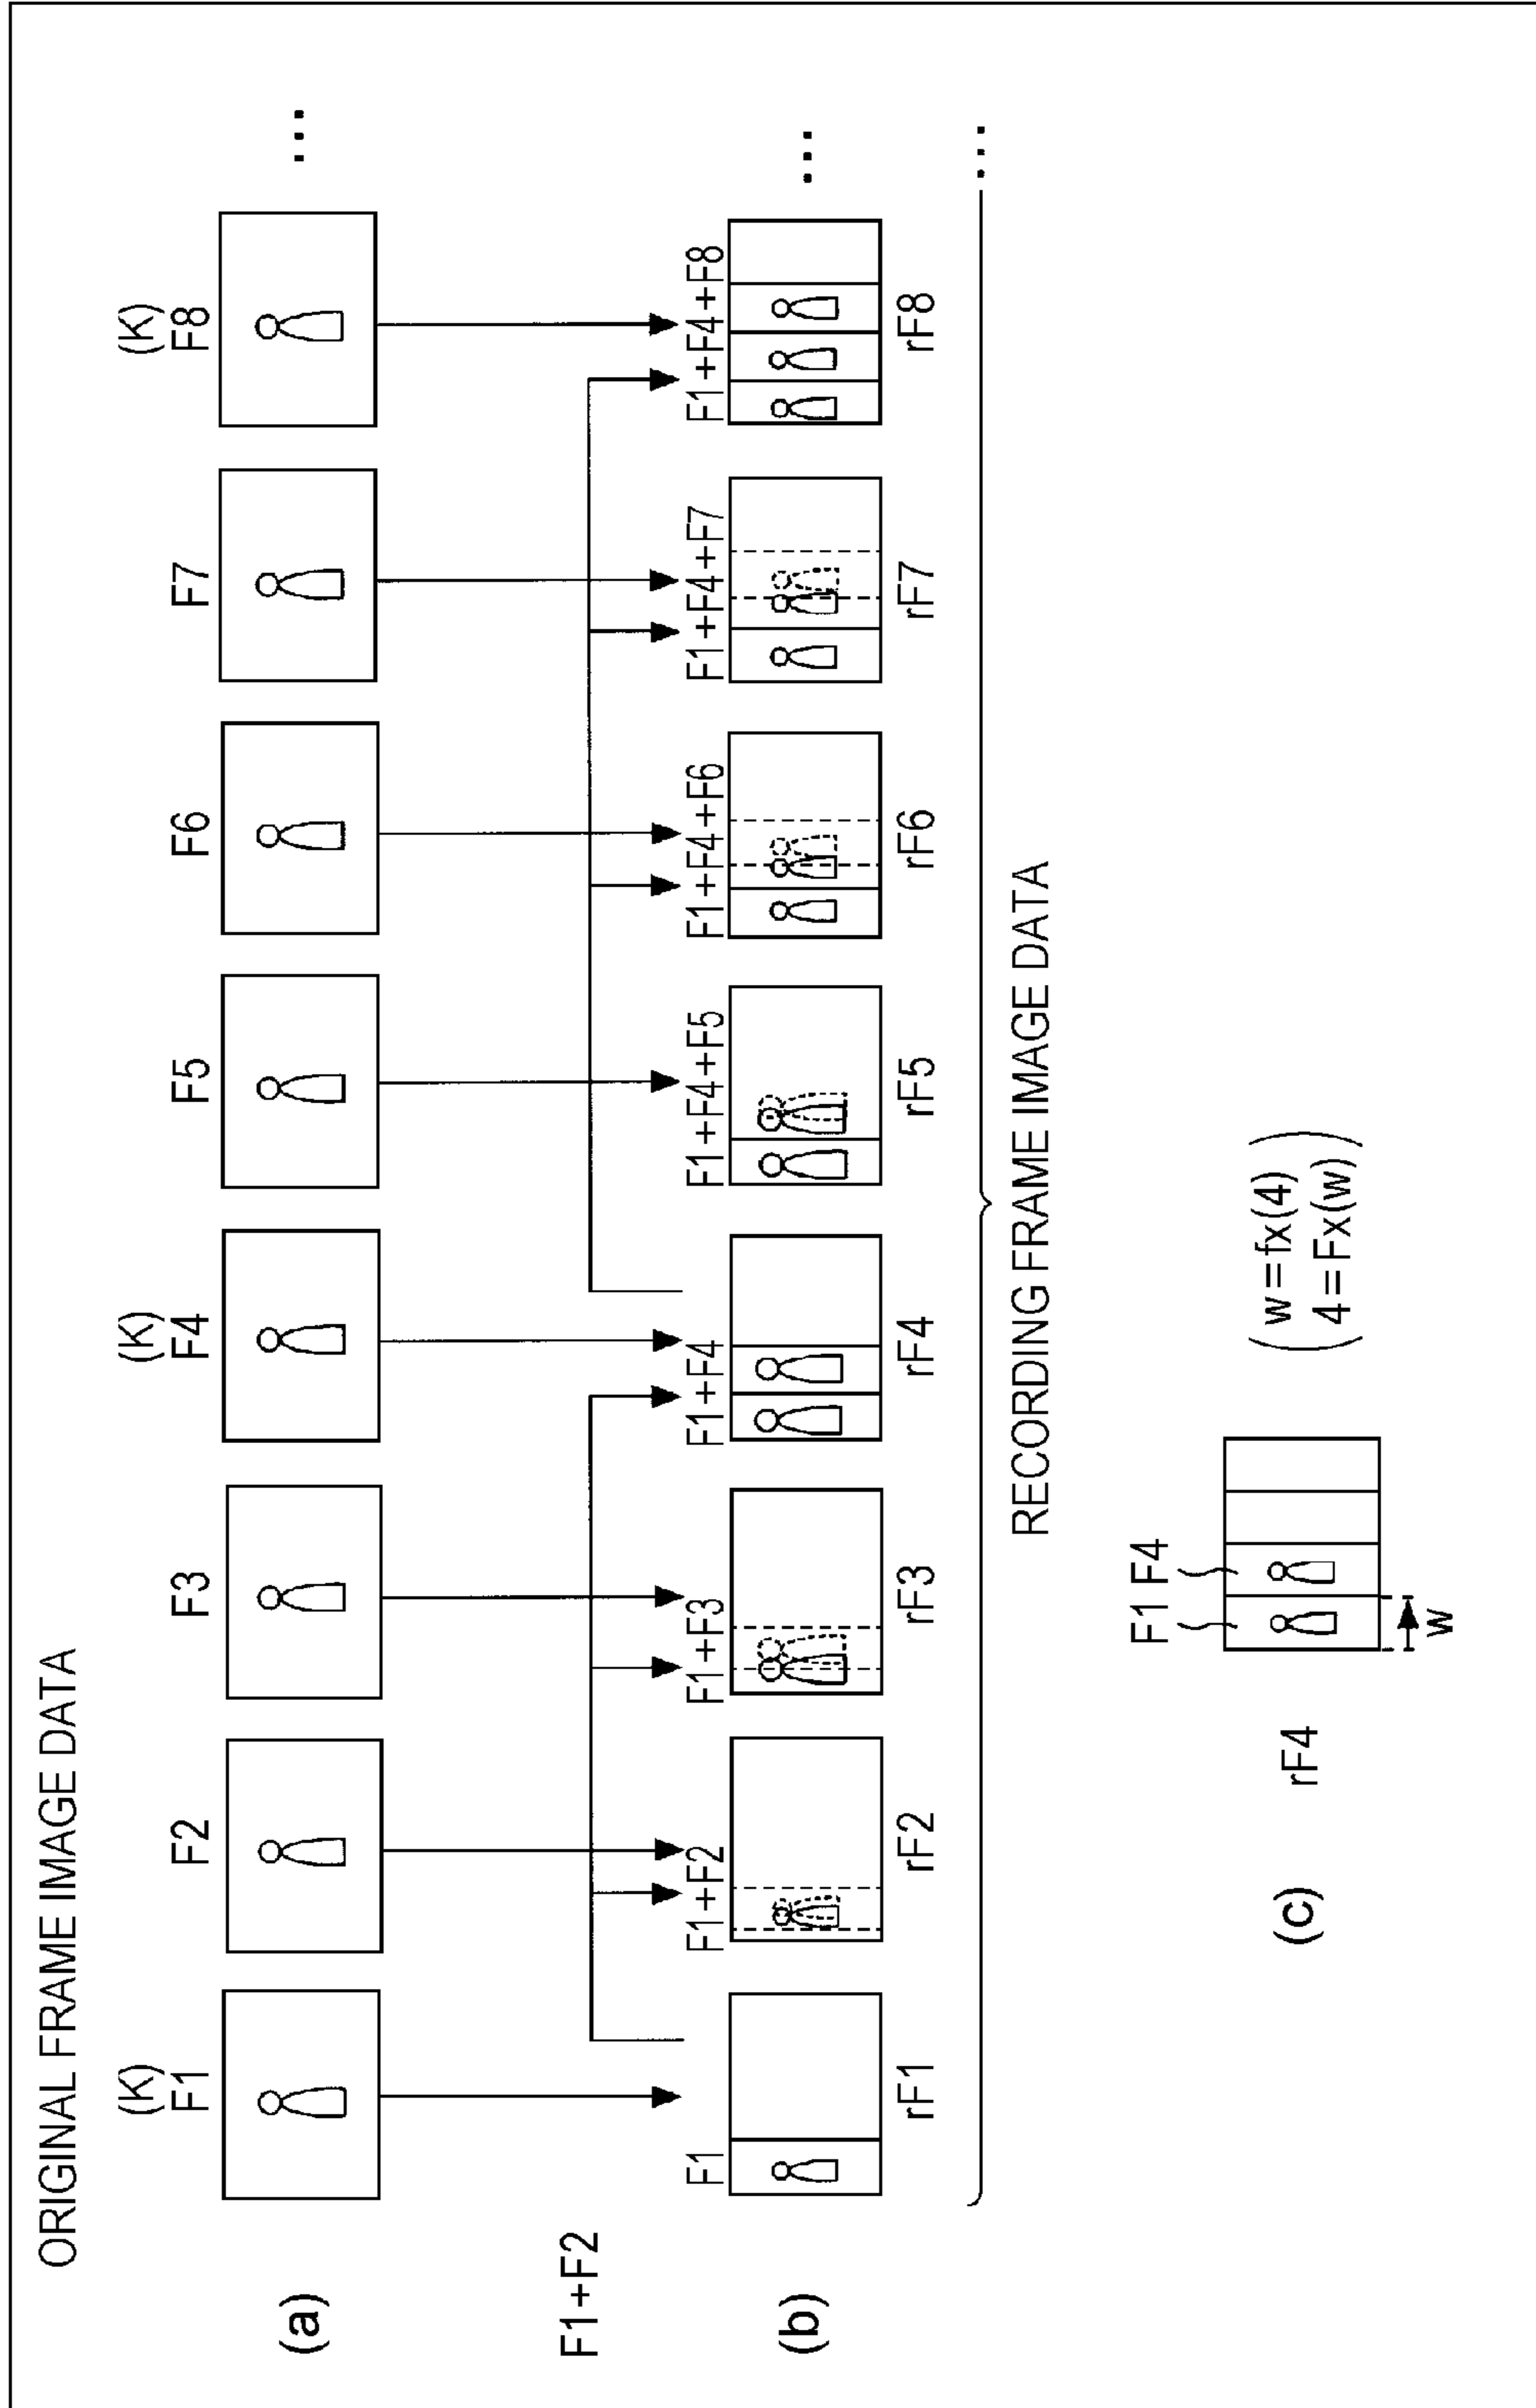 ORIGINAL FRAME IMAGE DATA
(K) (K) (K)
F1 F2 F3 F4 F5 F6 F7 F8 ...
(a)
F1+F2
F1 F1+F2 F1+F3 F1+F4 F1+F4+F5 F1+F4+F6 F1+F4+F7 F1+F4+F8
(b) ...
rF1 rF2 rF3 rF4 rF5 rF6 rF7 rF8
...
RECORDING FRAME IMAGE DATA
F1 F4
(c) rF4
w=fx(4)
4=Fx(w)
w